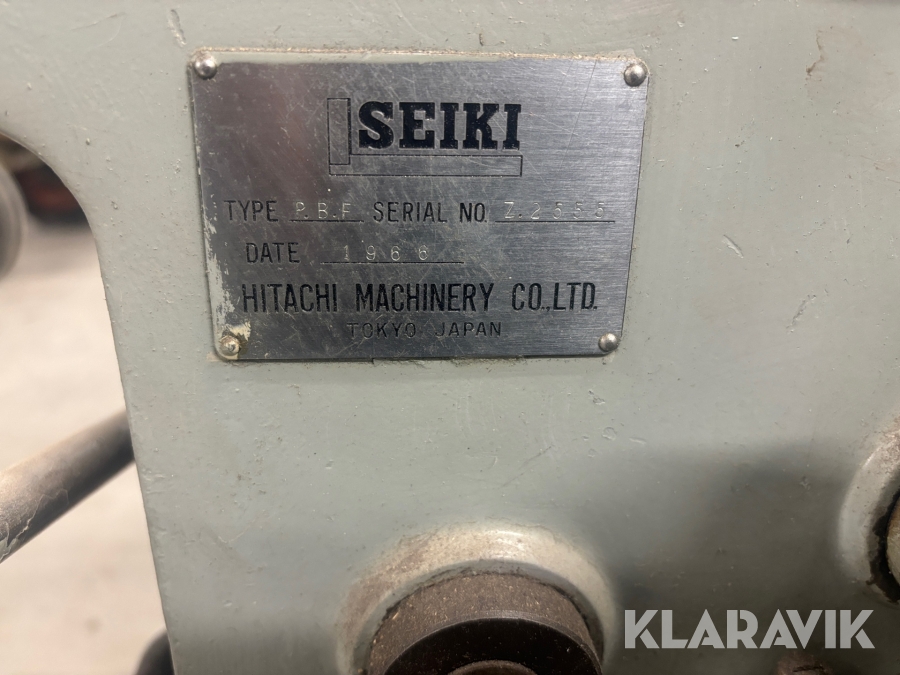 SEIKI
TYPE P.B.F. SERIAL NO. Z.2555
DATE 1966
HITACHI MACHINERY CO.,LTD.
TOKYO JAPAN
KLARAVIK